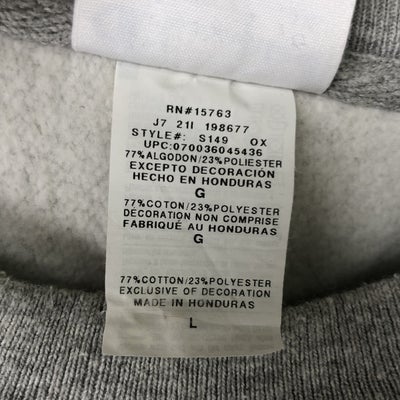 RN#15763
J7 21I 198677
STYLE#: S149 OX
UPC:070036045436
77%ALGODON/23%POLIESTER
EXCEPTO DECORACIÓN
HECHO EN HONDURAS
G
77%COTTON/23%POLYESTER
DÉCORATION NON COMPRISE
FABRIQUÉ AU HONDURAS
G
77%COTTON/23%POLYESTER
EXCLUSIVE OF DECORATION
MADE IN HONDURAS
L